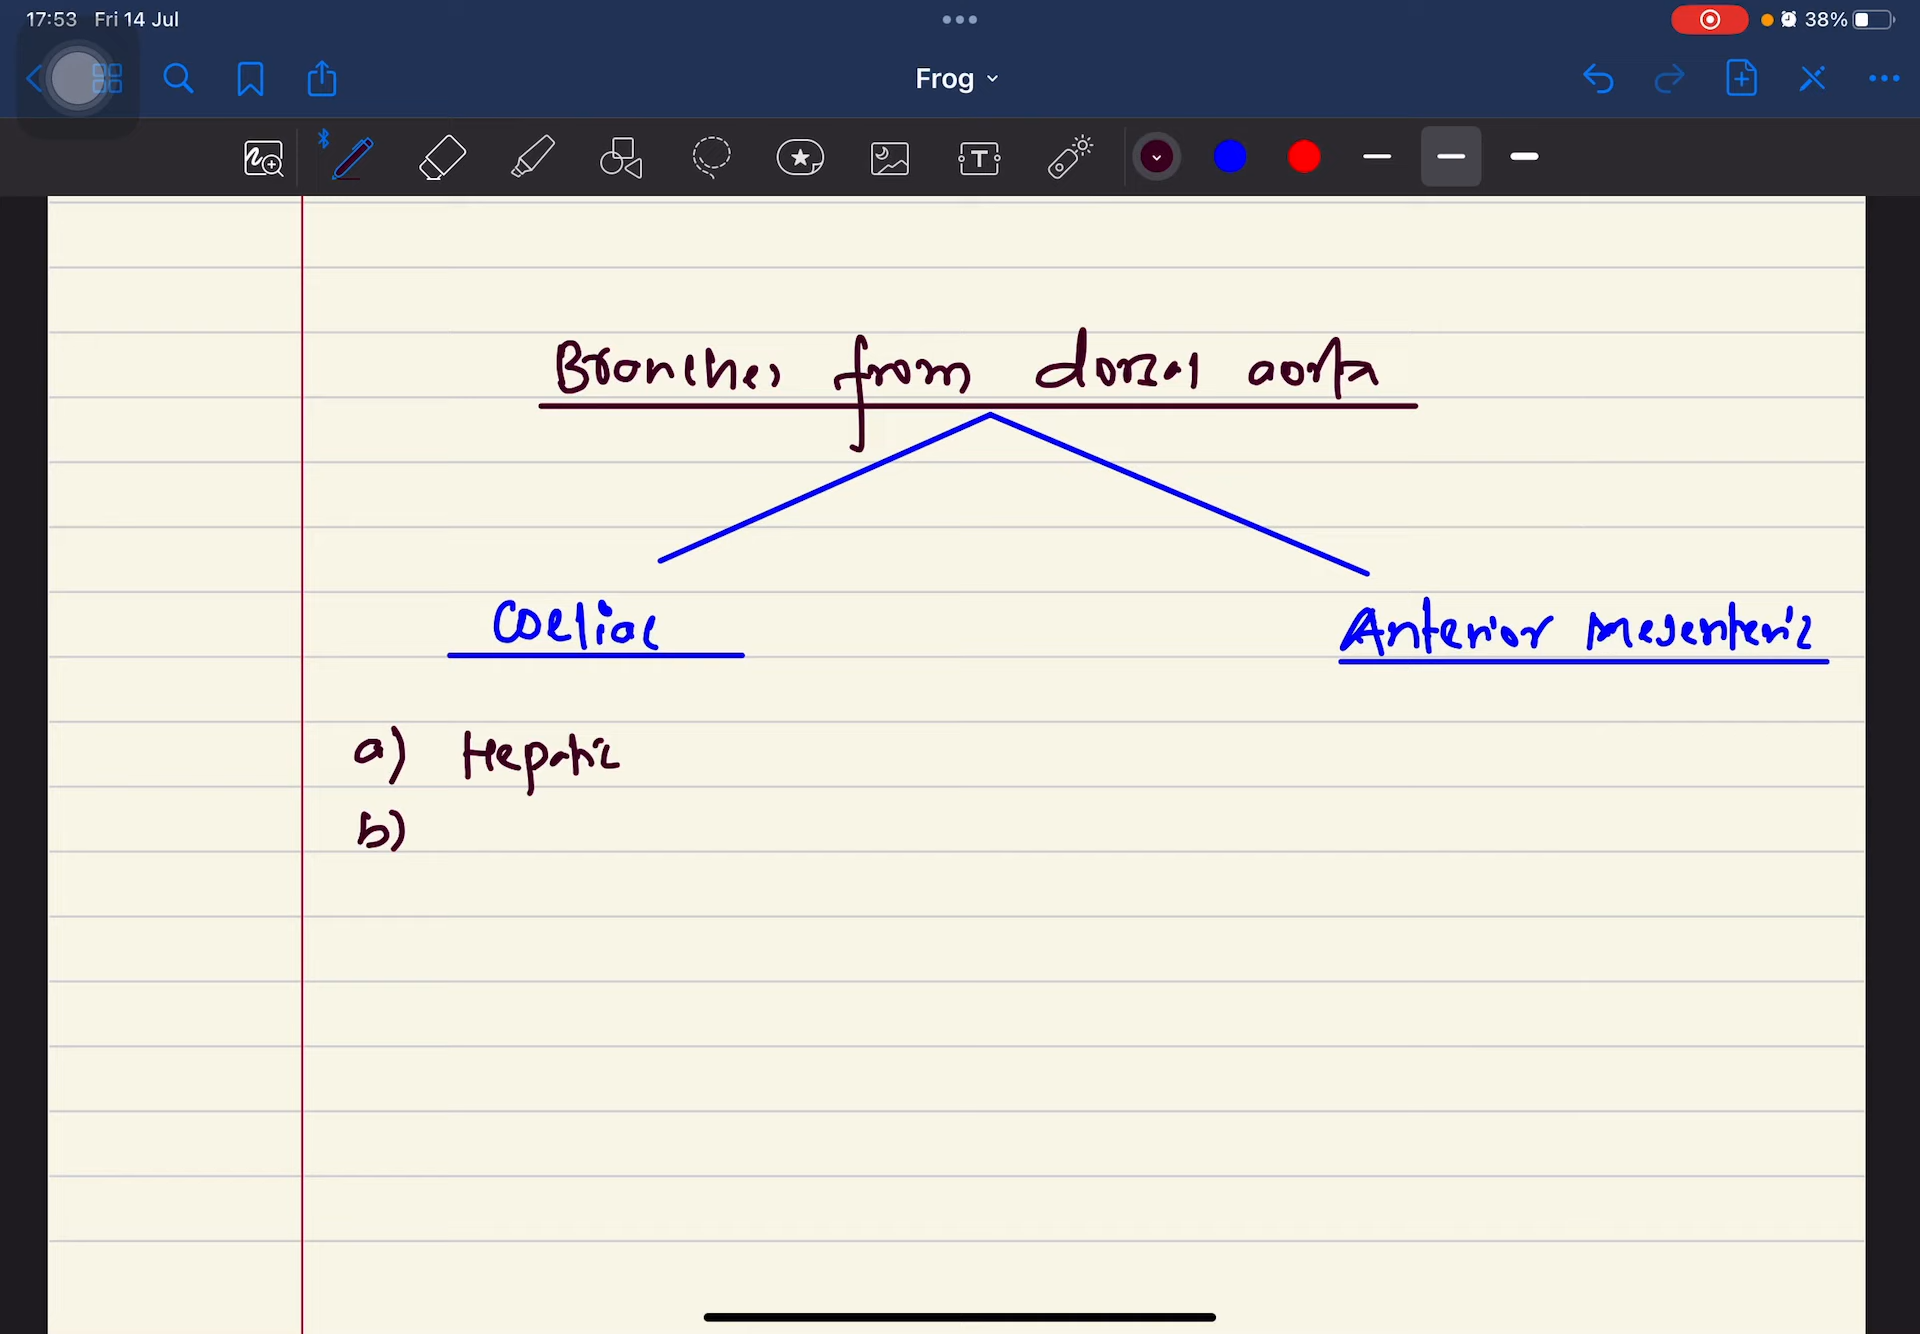 17:53 Fri 14 Jul
38%
Frog
T
Branches from dorsal aorta
Coeliac
Anterior mesenteric
a) Hepatic
b)